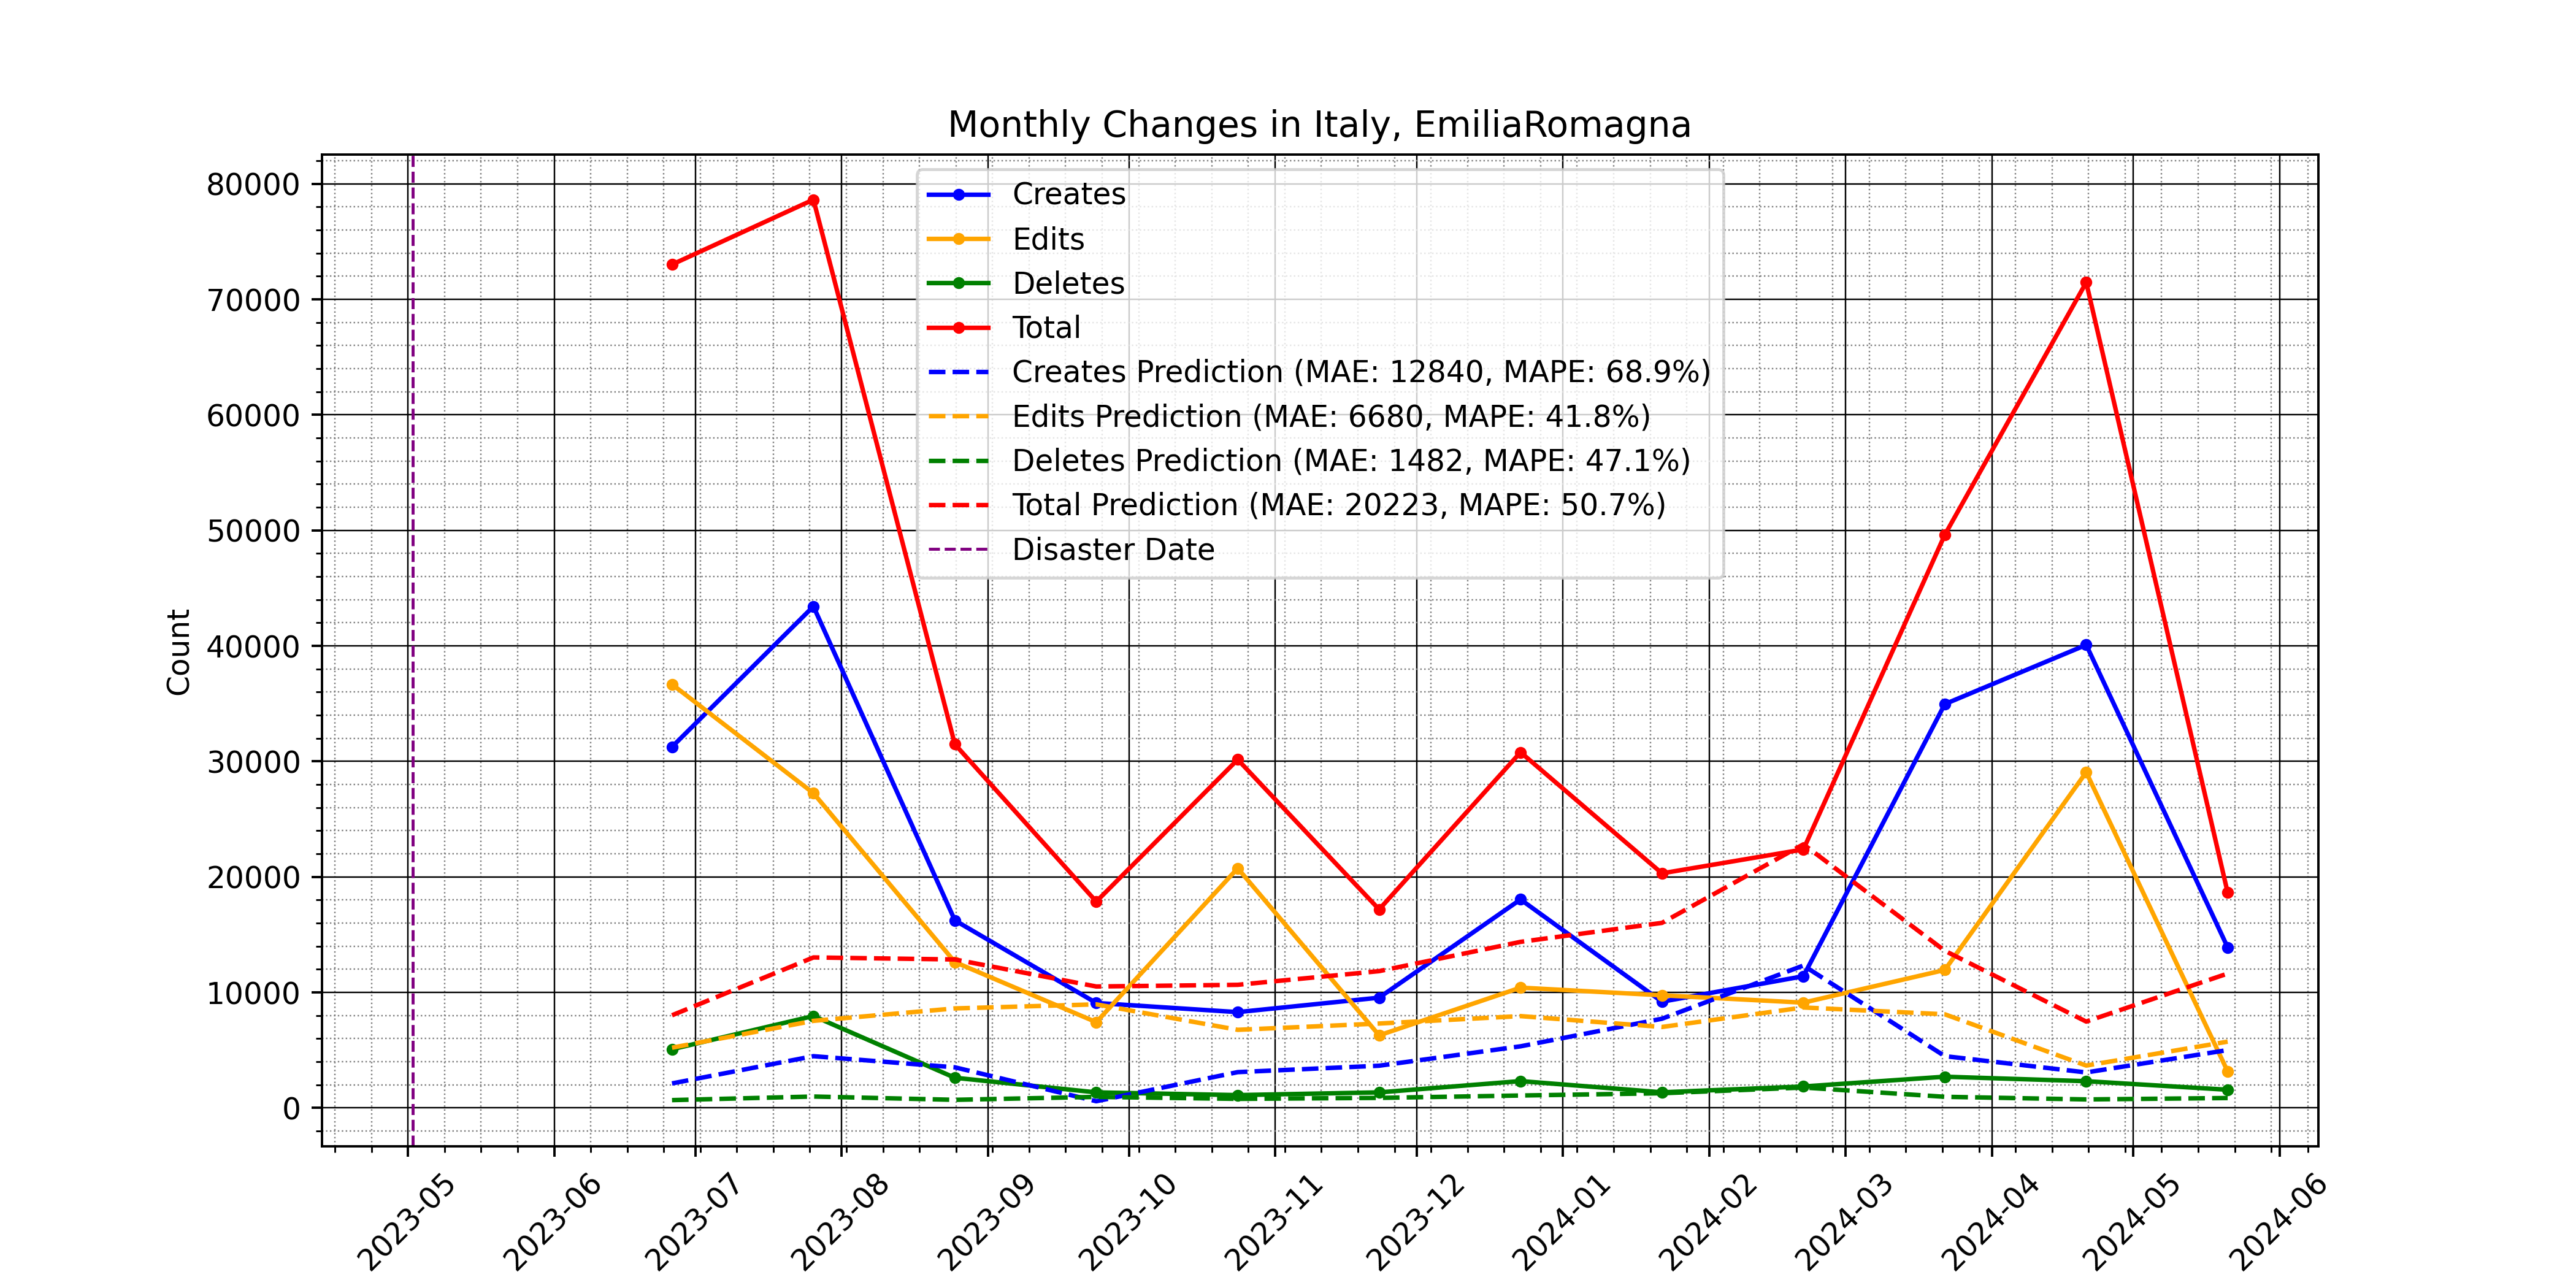 Monthly Changes in Italy, EmiliaRomagna
80000
70000
60000
50000
40000
30000
20000
10000
0
Count
Creates
Edits
Deletes
Total
Creates Prediction (MAE: 12840, MAPE: 68.9%)
Edits Prediction (MAE: 6680, MAPE: 41.8%)
Deletes Prediction (MAE: 1482, MAPE: 47.1%)
Total Prediction (MAE: 20223, MAPE: 50.7%)
Disaster Date
2023-05
2023-06
2023-07
2023-08
2023-09
2023-10
2023-11
2023-12
2024-01
2024-02
2024-03
2024-04
2024-05
2024-06